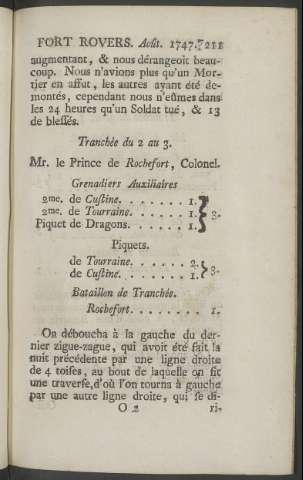 FORT ROVERS. Août. 1747. 211
augmentant, & nous dérangeoit beau-
coup. Nous n'avions plus qu'un Mor-
tier en affut, les autres ayant été de-
montés, cependant nous n'eûmes dans
les 24 heures qu'un Soldat tué, & 13
de blessés.
Tranchée du 2 au 3.
Mr. le Prince de Rochefort, Colonel.
Grenadiers Auxiliaires
2me. de Custine. . . . . . . 1.
2me. de Touraine. . . . . . 1. } 3.
Piquet de Dragons. . . . . . 1.
Piquets.
de Touraine. . . . . . 2. } 3.
de Custine. . . . . . . 1.
Bataillon de Tranchée.
Rochefort. . . . . . . . 1.
On déboucha à la gauche du der-
nier zigue-zague, qui avoit été fait la
nuit précédente par une ligne droite
de 4 toises, au bout de laquelle on fit
une traverse, d'où l'on tourna à gauche
par une autre ligne droite, qui se di-
O 2 ri-